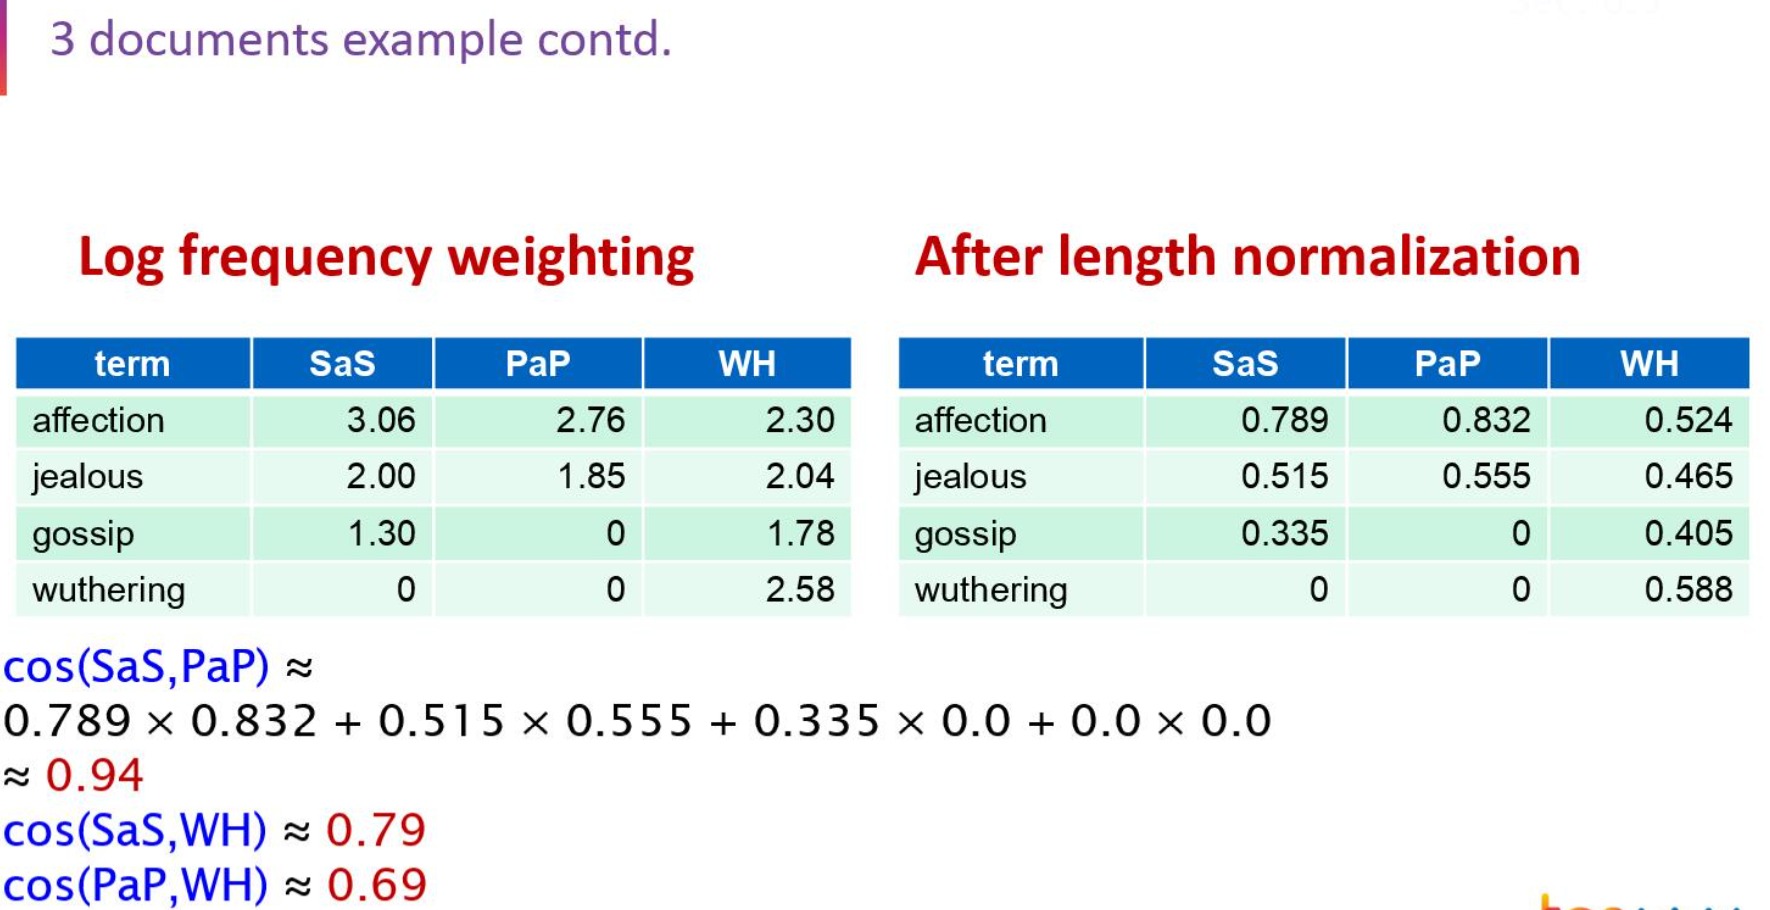 3 documents example contd.
Log frequency weighting
term SaS PaP WH
affection 3.06 2.76 2.30
jealous 2.00 1.85 2.04
gossip 1.30 0 1.78
wuthering 0 0 2.58
After length normalization
term SaS PaP WH
affection 0.789 0.832 0.524
jealous 0.515 0.555 0.465
gossip 0.335 0 0.405
wuthering 0 0 0.588
cos(SaS,PaP) ≈
0.789 × 0.832 + 0.515 × 0.555 + 0.335 × 0.0 + 0.0 × 0.0
≈ 0.94
cos(SaS,WH) ≈ 0.79
cos(PaP,WH) ≈ 0.69